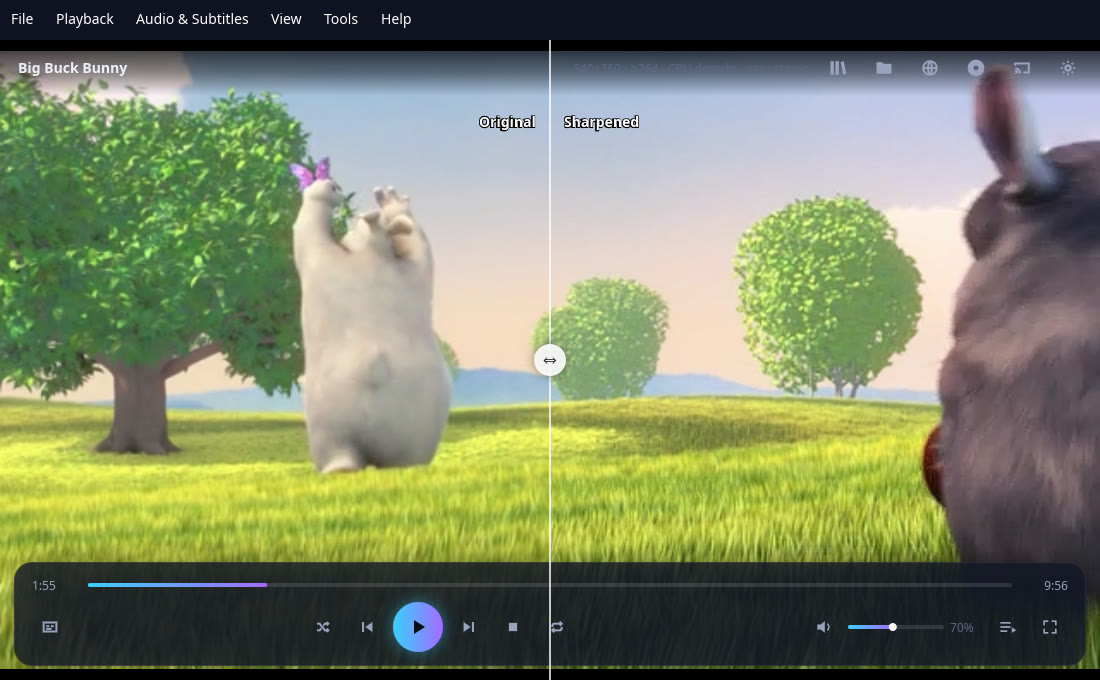 File Playback Audio & Subtitles View Tools Help
Big Buck Bunny
Original Sharpened
1:55 9:56
70%